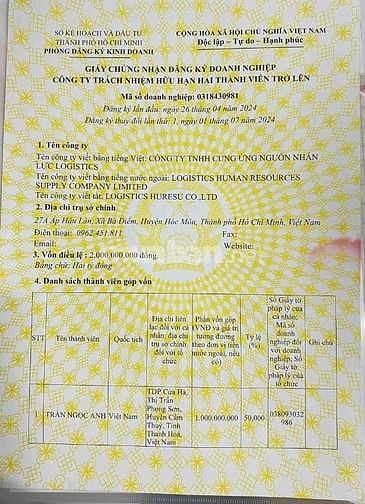 SỞ KẾ HOẠCH VÀ ĐẦU TƯ
THÀNH PHỐ HỒ CHÍ MINH
PHÒNG ĐĂNG KÝ KINH DOANH
CỘNG HÒA XÃ HỘI CHỦ NGHĨA VIỆT NAM
Độc lập - Tự do - Hạnh phúc
GIẤY CHỨNG NHẬN ĐĂNG KÝ DOANH NGHIỆP
CÔNG TY TRÁCH NHIỆM HỮU HẠN HAI THÀNH VIÊN TRỞ LÊN
Mã số doanh nghiệp: 0318430981
Đăng ký lần đầu: ngày 26 tháng 04 năm 2024
Đăng ký thay đổi lần thứ: 1, ngày 01 tháng 07 năm 2024
1. Tên công ty
Tên công ty viết bằng tiếng Việt: CÔNG TY TNHH CUNG ỨNG NGUỒN NHÂN
LỰC LOGISTICS
Tên công ty viết bằng tiếng nước ngoài: LOGISTICS HUMAN RESOURCES
SUPPLY COMPANY LIMITED
Tên công ty viết tắt: LOGISTICS HURESU CO.,LTD
2. Địa chỉ trụ sở chính
27A Ấp Hậu Lân, Xã Bà Điểm, Huyện Hóc Môn, Thành phố Hồ Chí Minh, Việt Nam
Điện thoại: 0962.451.811 Fax:
Email: Website:
3. Vốn điều lệ : 2.000.000.000 đồng.
Bằng chữ: Hai tỷ đồng
4. Danh sách thành viên góp vốn
STT
Tên thành viên
Quốc tịch
Địa chỉ liên
lạc đối với cá
nhân; địa chỉ
trụ sở chính
đối với tổ
chức
Phần vốn góp
(VNĐ và giá trị
tương đương
theo đơn vị tiền
nước ngoài, nếu
có)
Tỷ lệ
(%)
Số Giấy tờ
pháp lý của
cá nhân;
Mã số
doanh
nghiệp đối
với doanh
nghiệp; Số
Giấy tờ
pháp lý của
tổ chức
Ghi chú
1
TRẦN NGỌC ANH
Việt Nam
TDP Cửa Hà,
Thị Trấn
Phong Sơn,
Huyện Cẩm
Thuỷ, Tỉnh
Thanh Hoá,
Việt Nam
1.000.000.000
50,000
038093032
986